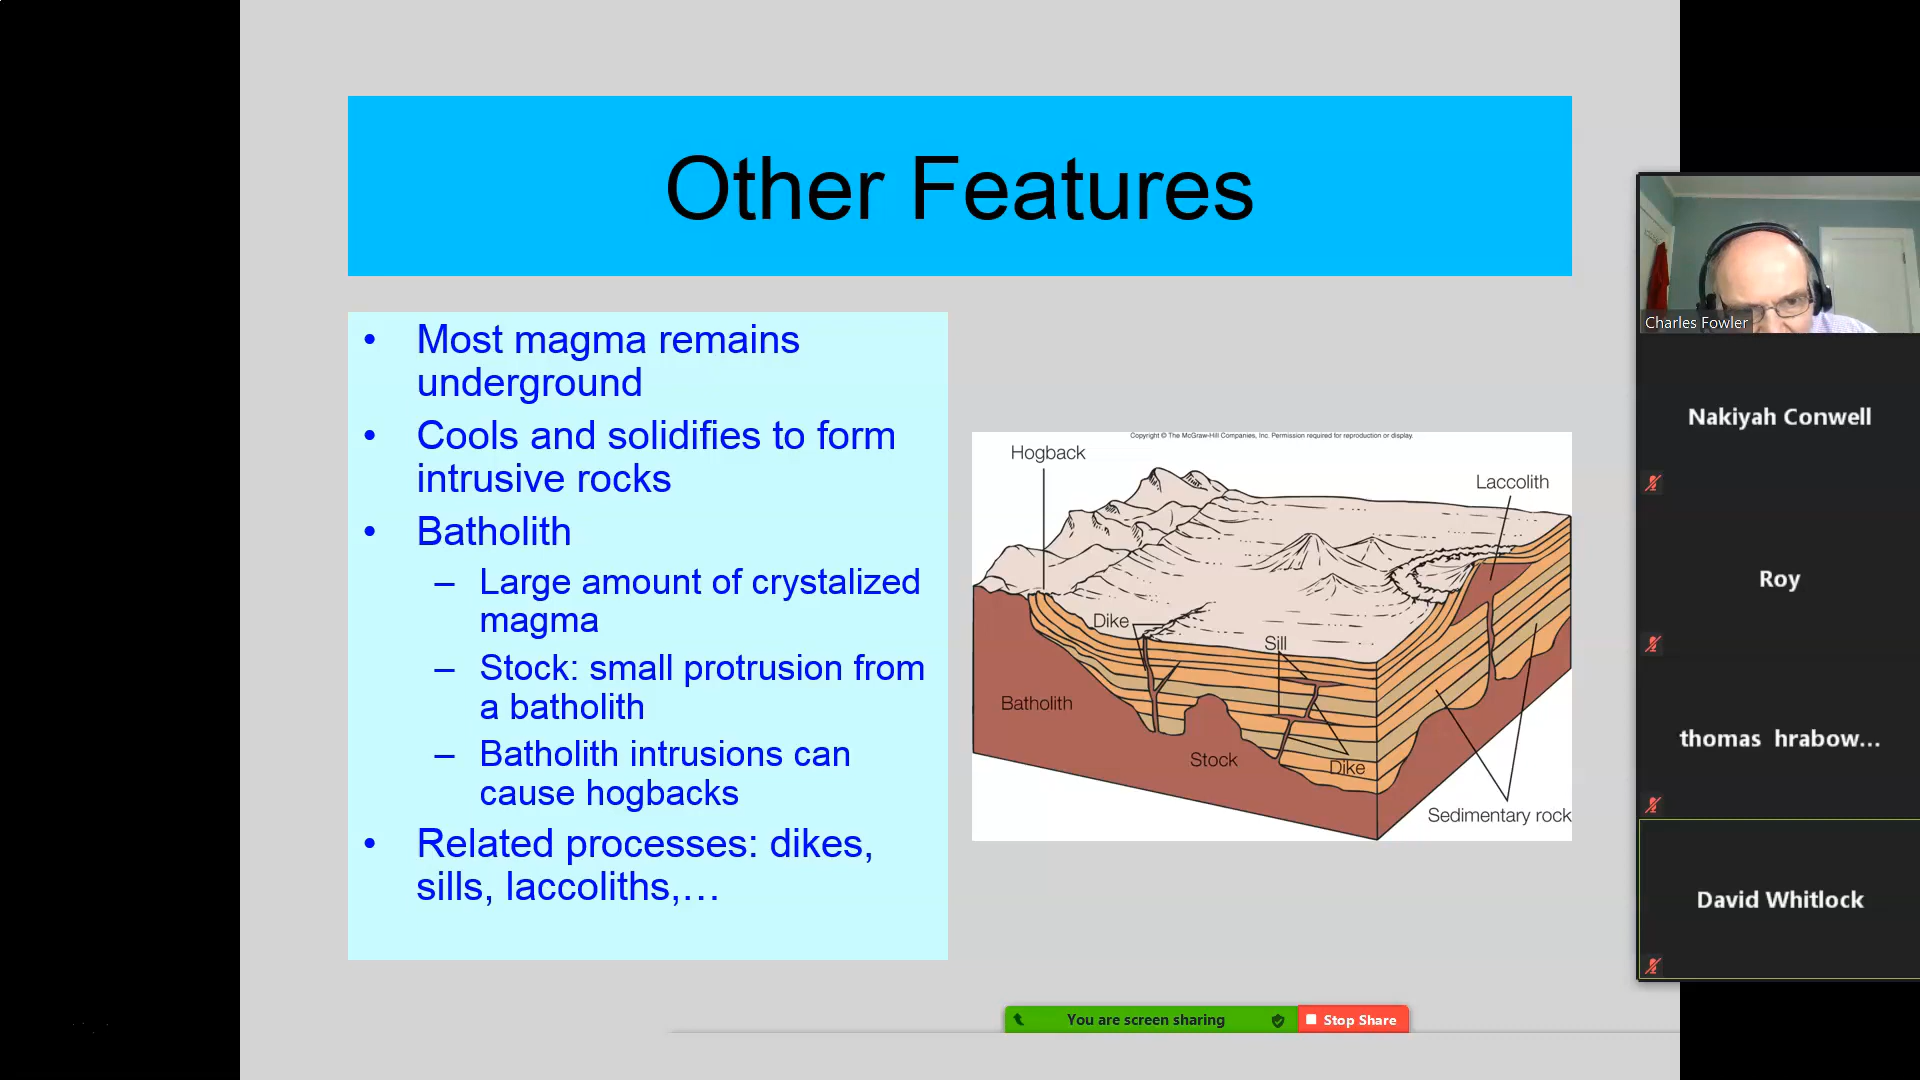 Other Features
• Most magma remains
underground
• Cools and solidifies to form
intrusive rocks
• Batholith
– Large amount of crystalized
magma
– Stock: small protrusion from
a batholith
– Batholith intrusions can
cause hogbacks
• Related processes: dikes,
sills, laccoliths,…
Copyright © The McGraw-Hill Companies, Inc. Permission required for reproduction or display.
Hogback
Laccolith
Dike
Sill
Batholith
Stock
Dike
Sedimentary rock
Charles Fowler
Nakiyah Conwell
Roy
thomas hrabow...
David Whitlock
You are screen sharing
Stop Share